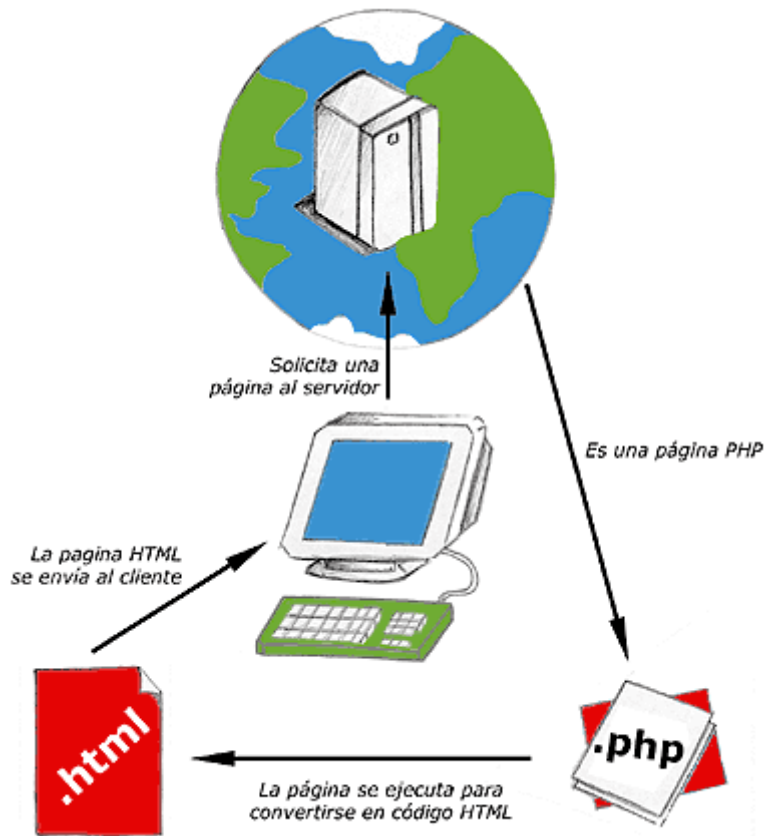 Solicita una
página al servidor
Es una página PHP
La pagina HTML
se envía al cliente
.html
.php
La página se ejecuta para
convertirse en código HTML